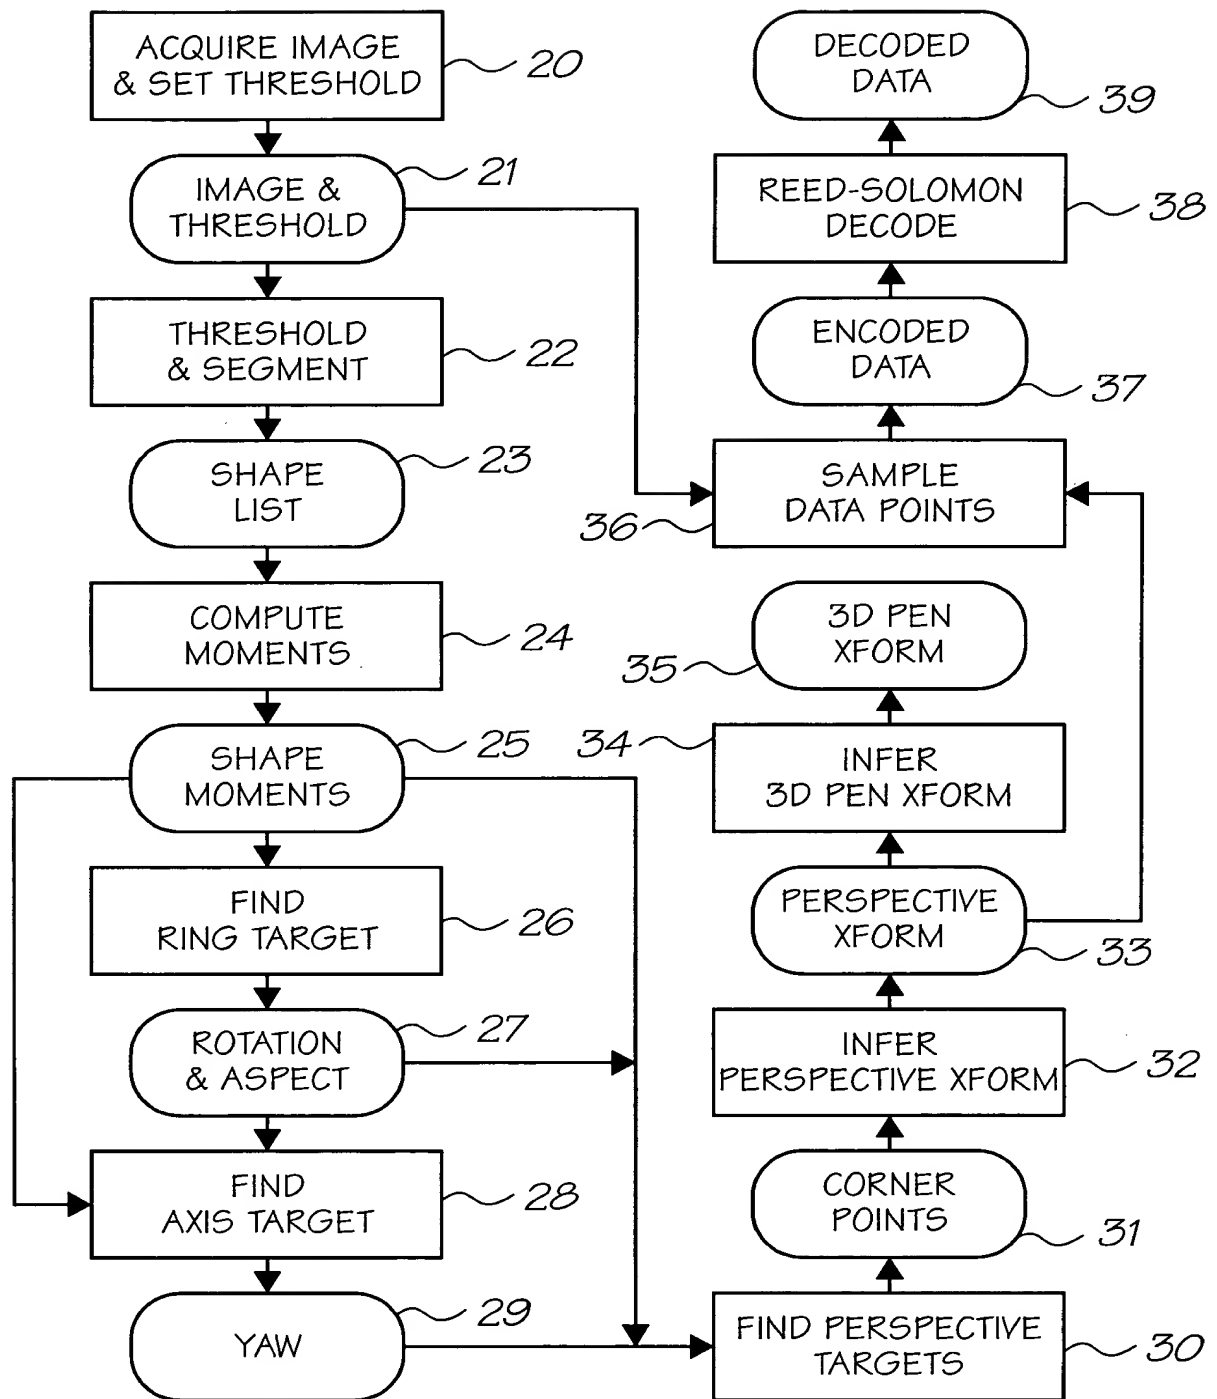 ACQUIRE IMAGE
& SET THRESHOLD
20
IMAGE &
THRESHOLD
21
THRESHOLD
& SEGMENT
22
SHAPE
LIST
23
COMPUTE
MOMENTS
24
SHAPE
MOMENTS
25
FIND
RING TARGET
26
ROTATION
& ASPECT
27
FIND
AXIS TARGET
28
YAW
29
DECODED
DATA
39
REED-SOLOMON
DECODE
38
ENCODED
DATA
37
SAMPLE
DATA POINTS
36
3D PEN
XFORM
35
INFER
3D PEN XFORM
34
PERSPECTIVE
XFORM
33
INFER
PERSPECTIVE XFORM
32
CORNER
POINTS
31
FIND PERSPECTIVE
TARGETS
30